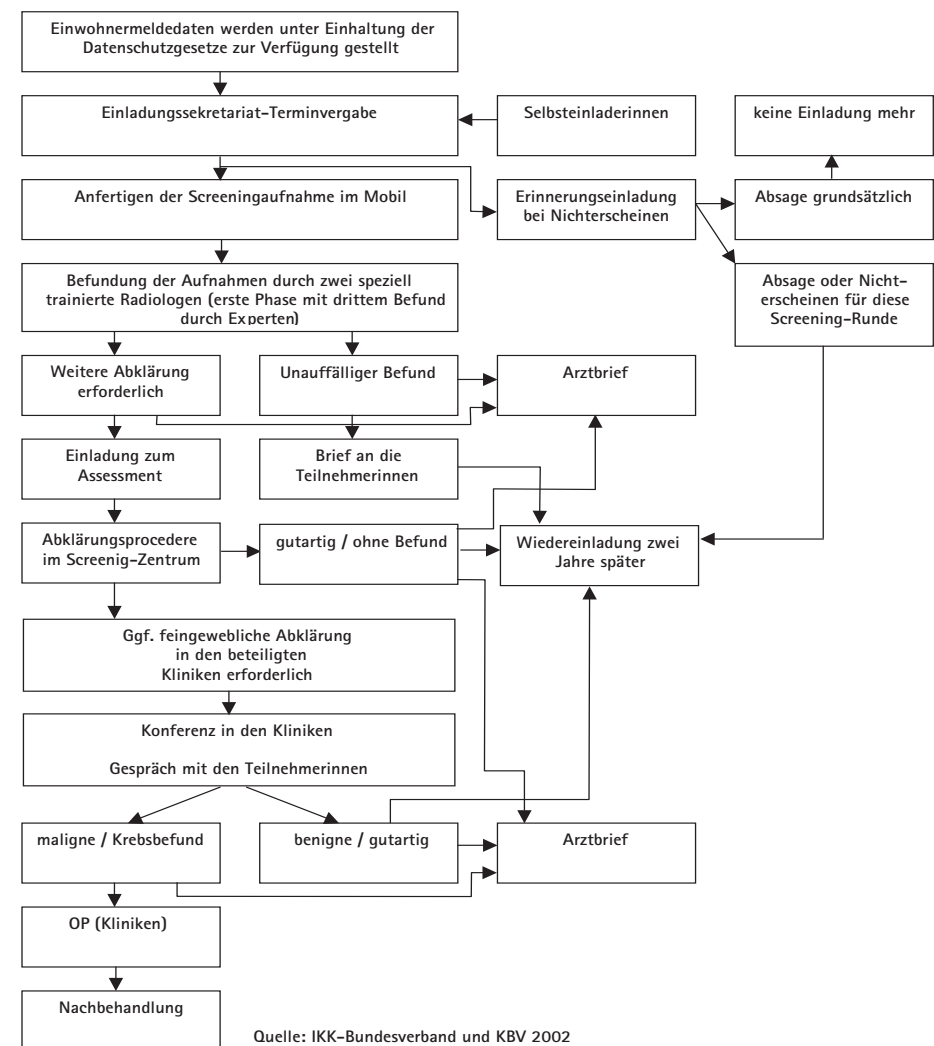 Einwohnermeldedaten werden unter Einhaltung der
Datenschutzgesetze zur Verfügung gestellt
Einladungssekretariat-Terminvergabe
Selbsteinladerinnen
keine Einladung mehr
Anfertigen der Screeningaufnahme im Mobil
Erinnerungseinladung
bei Nichterscheinen
Absage grundsätzlich
Befundung der Aufnahmen durch zwei speziell
trainierte Radiologen (erste Phase mit drittem Befund
durch Experten)
Absage oder Nicht-
erscheinen für diese
Screening-Runde
Weitere Abklärung
erforderlich
Unauffälliger Befund
Arztbrief
Einladung zum
Assessment
Brief an die
Teilnehmerinnen
Abklärungsprocedere
im Screenig-Zentrum
gutartig / ohne Befund
Wiedereinladung zwei
Jahre später
Ggf. feingewebliche Abklärung
in den beteiligten
Kliniken erforderlich
Konferenz in den Kliniken
Gespräch mit den Teilnehmerinnen
maligne / Krebsbefund
benigne / gutartig
Arztbrief
OP (Kliniken)
Nachbehandlung
Quelle: IKK-Bundesverband und KBV 2002